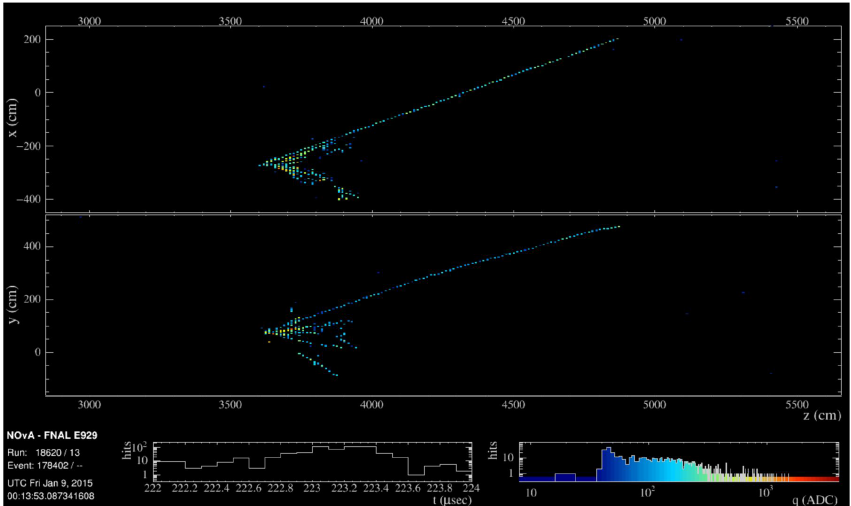 3000 3500 4000 4500 5000 5500
200
0
−200
−400
x (cm)
400
200
0
y (cm)
3000 3500 4000 4500 5000 5500
z (cm)
NOvA - FNAL E929
Run: 18620 / 13
Event: 178402 / --
UTC Fri Jan 9, 2015
00:13:53.087341608
hits
10²
10
1
222 222.2 222.4 222.6 222.8 223 223.2 223.4 223.6 223.8 224
t (μsec)
hits
10
1
10 10² 10³
q (ADC)